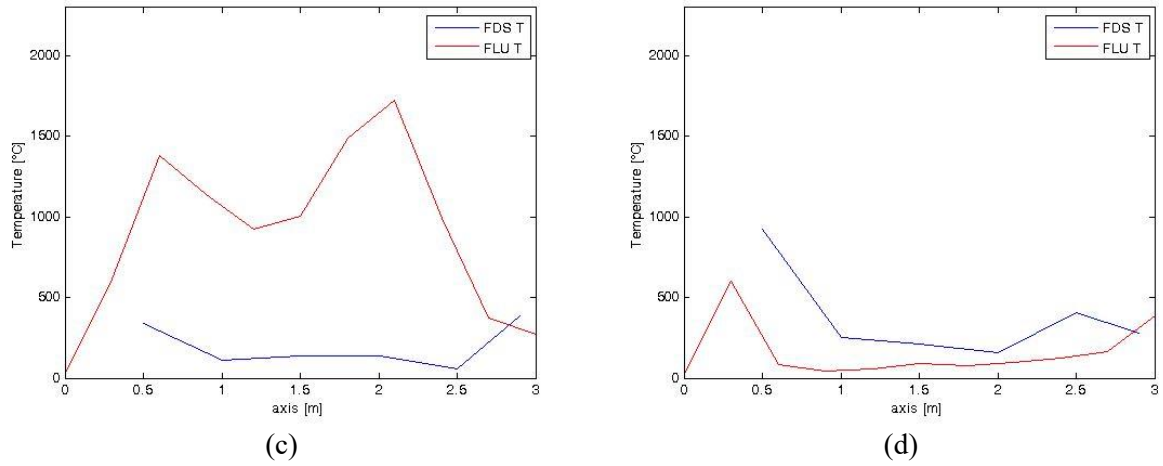 FDS T
FLU T
2000
1500
1000
500
0
Temperature [°C]
0 0.5 1 1.5 2 2.5 3
axis [m]
(c)
FDS T
FLU T
2000
1500
1000
500
0
Temperature [°C]
0 0.5 1 1.5 2 2.5 3
axis [m]
(d)